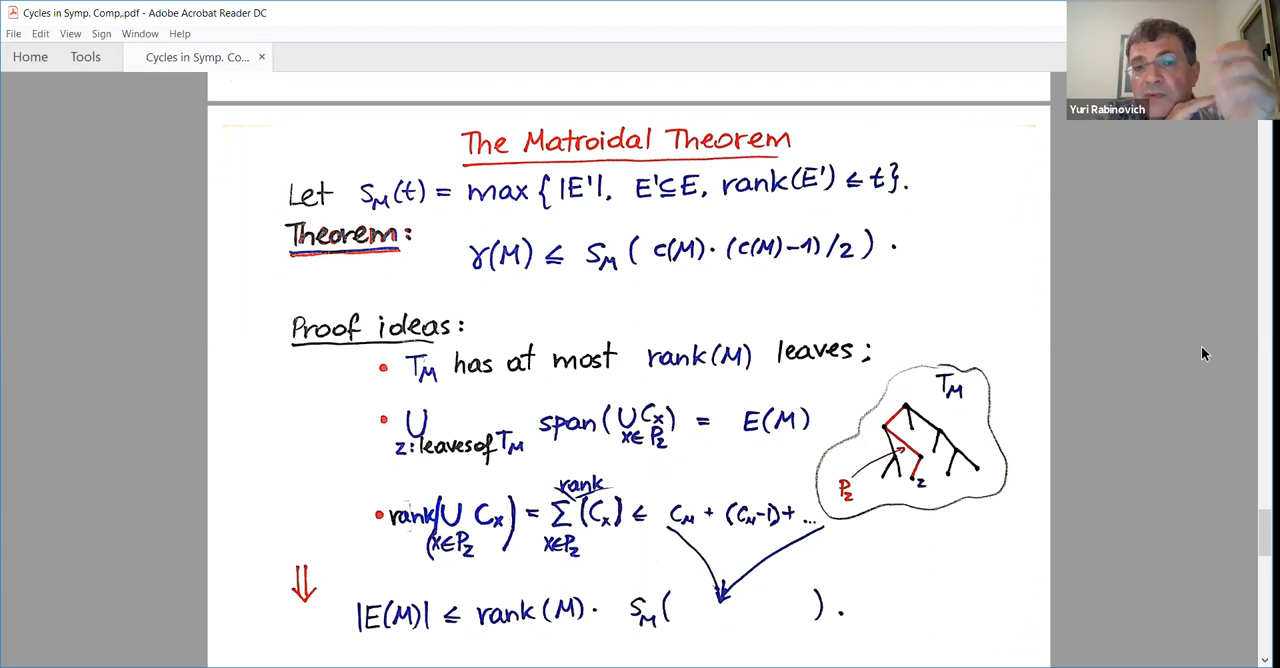 Cycles in Symp. Comp,.pdf - Adobe Acrobat Reader DC
File Edit View Sign Window Help
Home Tools Cycles in Symp. Co... ×
Yuri Rabinovich
The Matroidal Theorem
Let S_M(t) = max { |E'|. E'⊆E, rank(E') ≤ t}.
Theorem:
γ(M) ≤ S_M ( c(M)·(c(M)-1)/2 ) .
Proof ideas:
• T_M has at most rank(M) leaves;
T_M
• ∪_{z: leaves of T_M} span(∪_{x∈P_z} C_x) = E(M)
P_z
z
• rank(∪_{x∈P_z} C_x) = Σ_{x∈P_z} rank(C_x) ≤ C_M + (C_M-1)+ ...
⇓
|E(M)| ≤ rank(M) · S_M( ) .